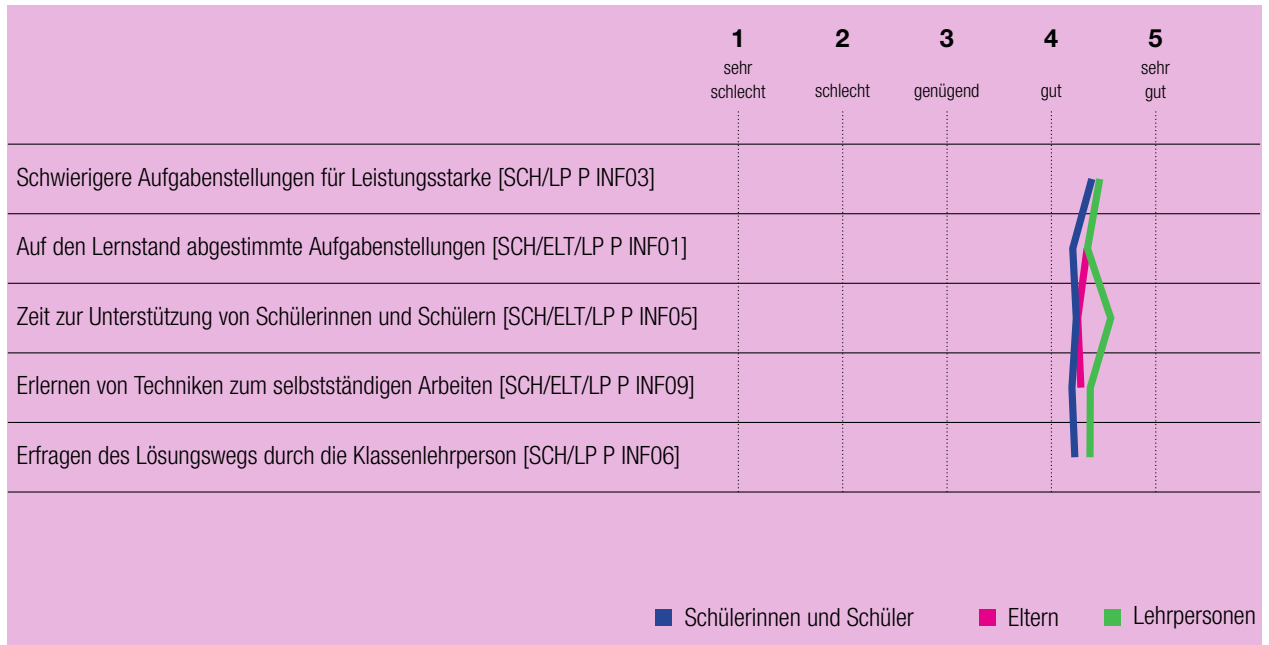 1 2 3 4 5
sehr schlecht schlecht genügend gut sehr gut
Schwierigere Aufgabenstellungen für Leistungsstarke [SCH/LP P INF03]
Auf den Lernstand abgestimmte Aufgabenstellungen [SCH/ELT/LP P INF01]
Zeit zur Unterstützung von Schülerinnen und Schülern [SCH/ELT/LP P INF05]
Erlernen von Techniken zum selbstständigen Arbeiten [SCH/ELT/LP P INF09]
Erfragen des Lösungswegs durch die Klassenlehrperson [SCH/LP P INF06]
Schülerinnen und Schüler Eltern Lehrpersonen